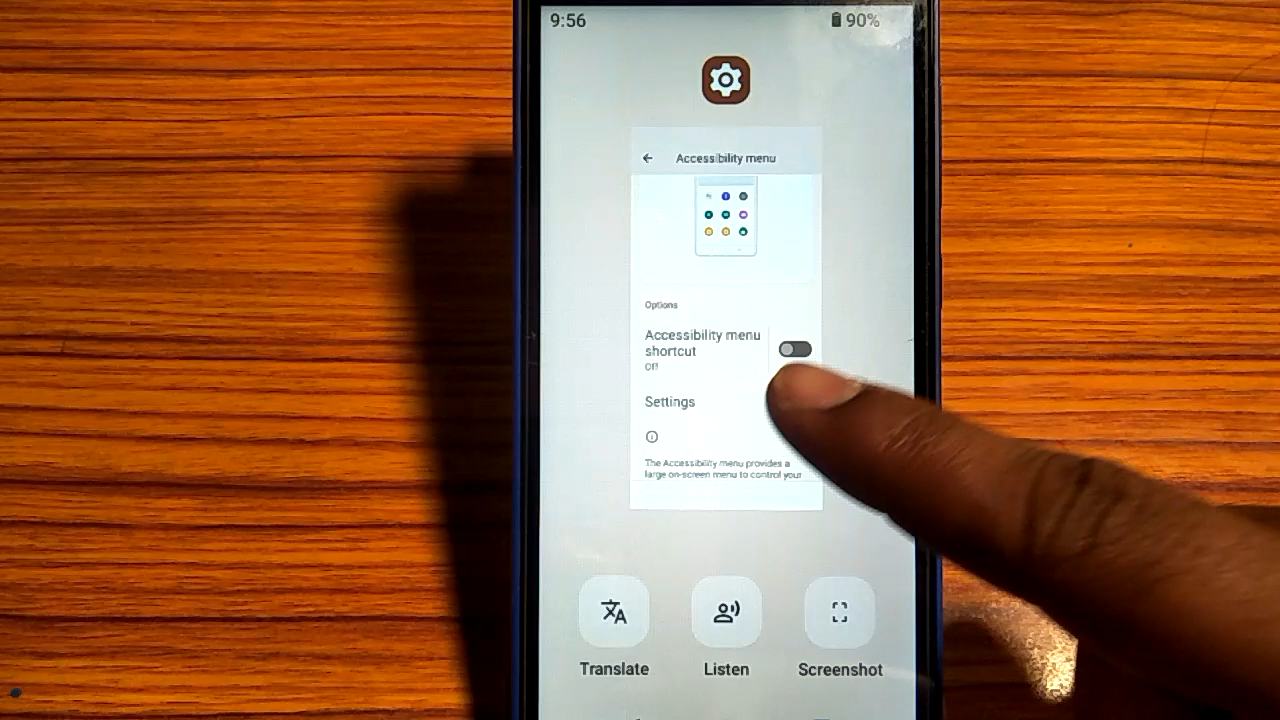 9:56 90%
Accessibility menu
Options
Accessibility menu
shortcut
Off
Settings
The Accessibility menu provides a
large on-screen menu to control your
Translate Listen Screenshot